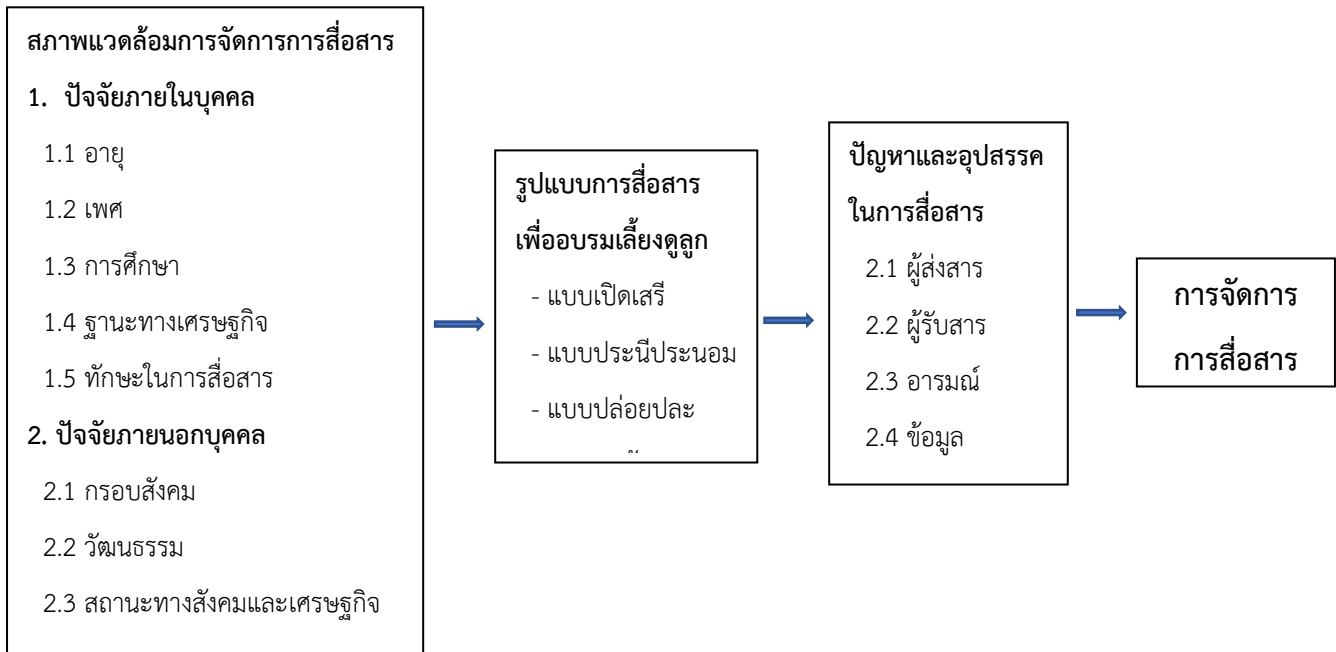 สภาพแวดล้อมการจัดการการสื่อสาร
1. ปัจจัยภายในบุคคล
1.1 อายุ
1.2 เพศ
1.3 การศึกษา
1.4 ฐานะทางเศรษฐกิจ
1.5 ทักษะในการสื่อสาร
2. ปัจจัยภายนอกบุคคล
2.1 กรอบสังคม
2.2 วัฒนธรรม
2.3 สถานะทางสังคมและเศรษฐกิจ
รูปแบบการสื่อสาร
เพื่ออบรมเลี้ยงดูลูก
- แบบเปิดเสรี
- แบบประนีประนอม
- แบบปล่อยปละ
ปัญหาและอุปสรรค
ในการสื่อสาร
2.1 ผู้ส่งสาร
2.2 ผู้รับสาร
2.3 อารมณ์
2.4 ข้อมูล
การจัดการ
การสื่อสาร